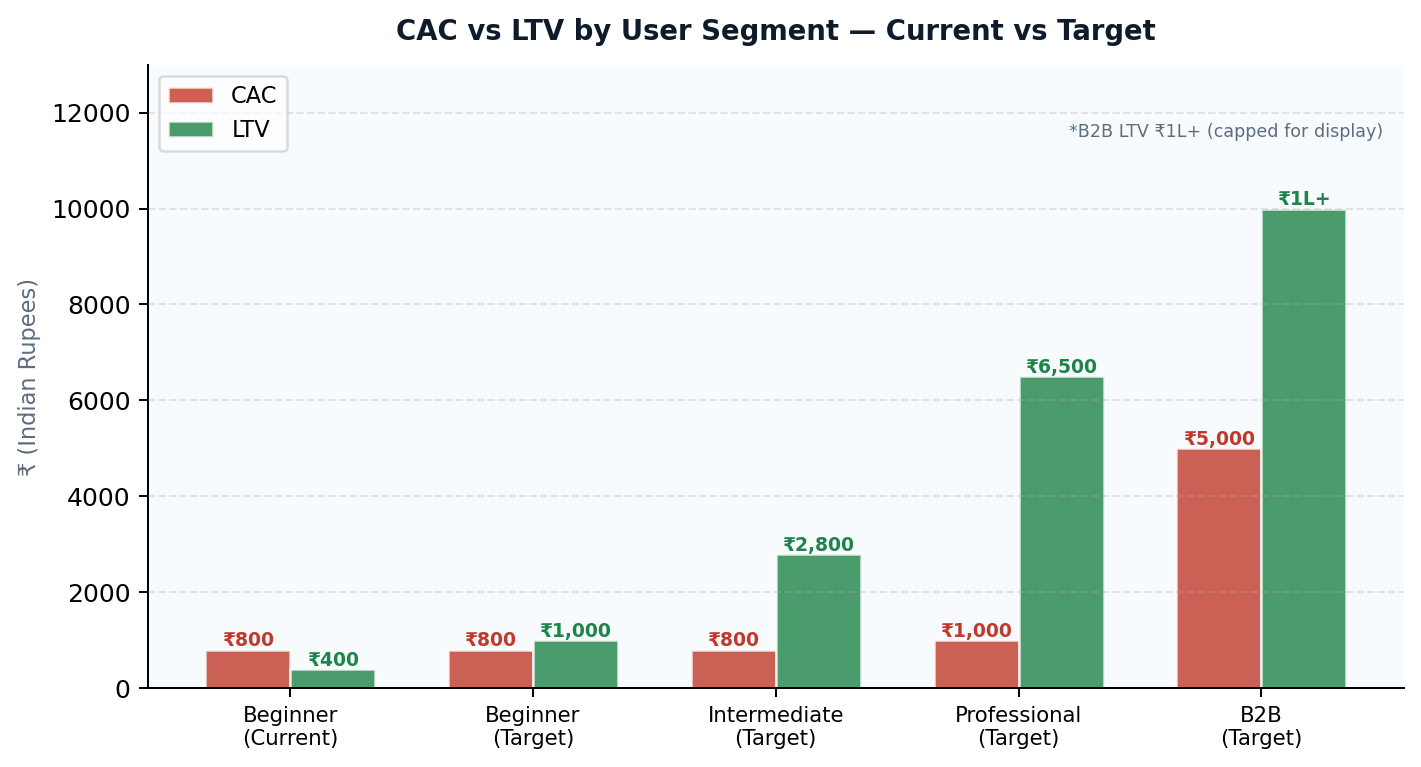 CAC vs LTV by User Segment — Current vs Target
CAC
LTV
*B2B LTV ₹1L+ (capped for display)
₹ (Indian Rupees)
12000
10000
8000
6000
4000
2000
0
₹800
₹400
₹800
₹1,000
₹800
₹2,800
₹1,000
₹6,500
₹5,000
₹1L+
Beginner
(Current)
Beginner
(Target)
Intermediate
(Target)
Professional
(Target)
B2B
(Target)